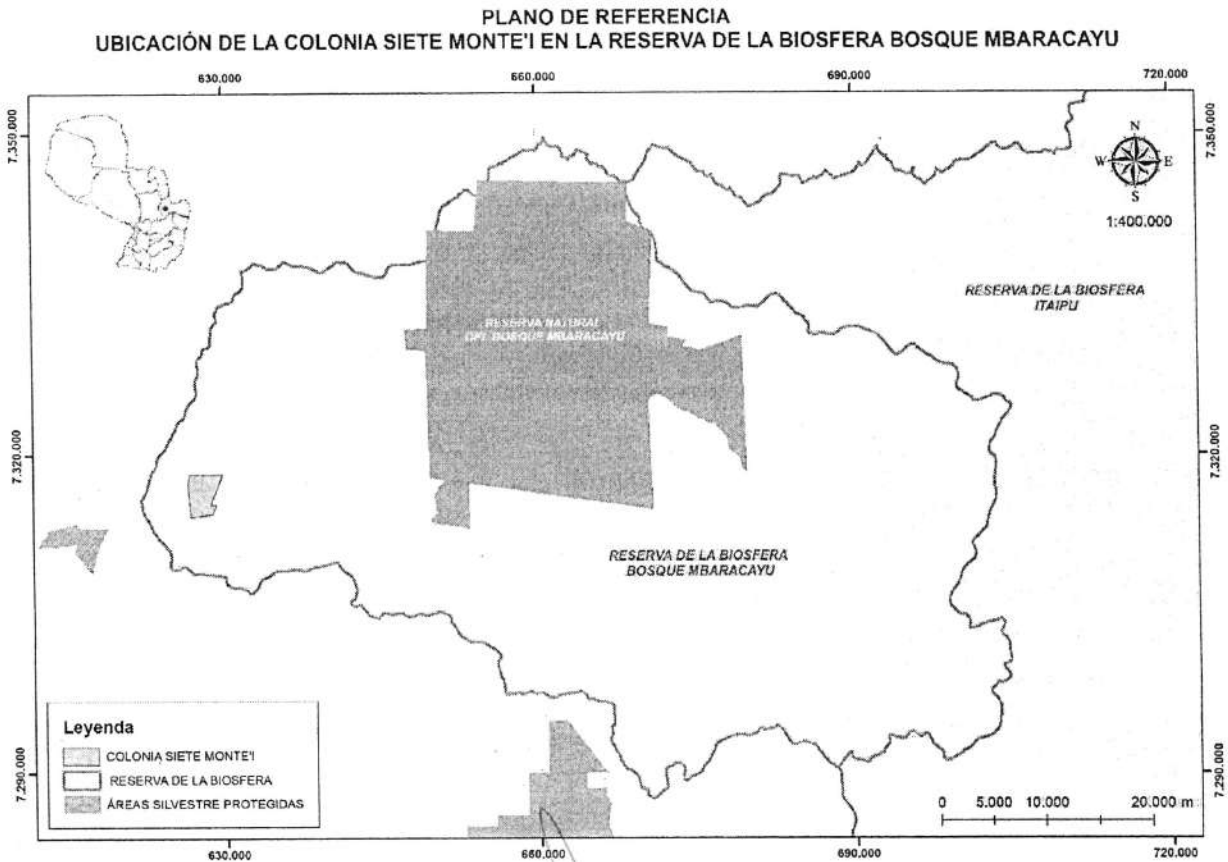 PLANO DE REFERENCIA
UBICACIÓN DE LA COLONIA SIETE MONTE'I EN LA RESERVA DE LA BIOSFERA BOSQUE MBARACAYU
630.000
660.000
690.000
720.000
7.350.000
7.350.000
N
W
E
S
1:400.000
RESERVA DE LA BIOSFERA
ITAIPU
RESERVA NATURAL
DEL BOSQUE MBARACAYU
7.320.000
7.320.000
RESERVA DE LA BIOSFERA
BOSQUE MBARACAYU
Leyenda
COLONIA SIETE MONTE'I
RESERVA DE LA BIOSFERA
ÁREAS SILVESTRE PROTEGIDAS
7.290.000
7.290.000
0 5.000 10.000 20.000 m
630.000
660.000
690.000
720.000